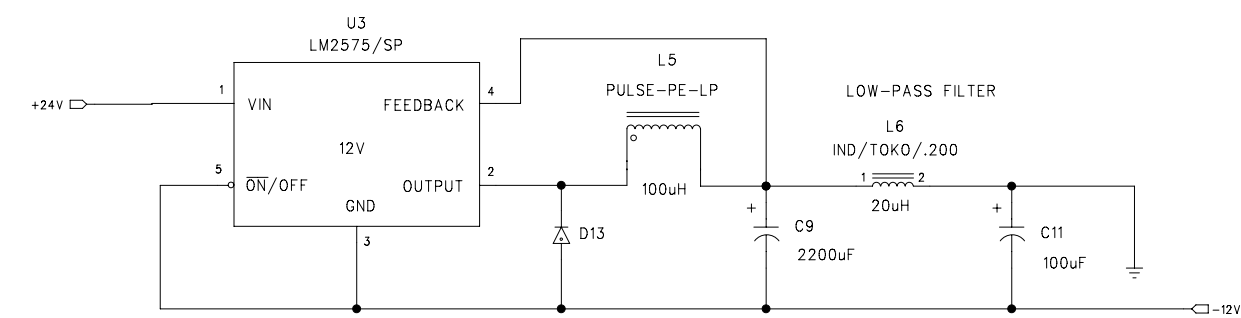 U3
LM2575/SP
L5
PULSE-PE-LP
LOW-PASS FILTER
+24V
1
VIN
FEEDBACK
4
L6
IND/TOKO/.200
12V
5
ON/OFF
OUTPUT
2
100uH
1
2
20uH
GND
3
D13
+
C9
2200uF
+
C11
100uF
-12V